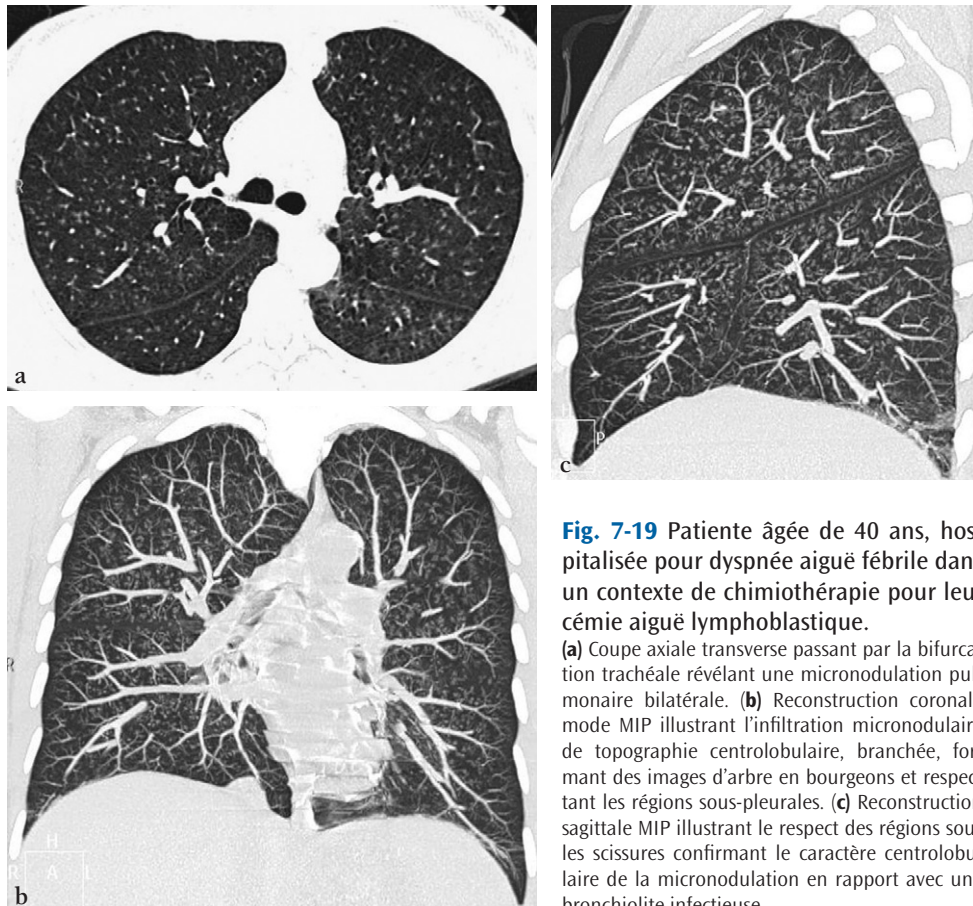 a
R
b
R
H
R A L
c
H
P
Fig. 7-19 Patiente âgée de 40 ans, hos
pitalisée pour dyspnée aiguë fébrile dan
un contexte de chimiothérapie pour leu
cémie aiguë lymphoblastique.
(a) Coupe axiale transverse passant par la bifurca
tion trachéale révélant une micronodulation pul
monaire bilatérale. (b) Reconstruction coronal
mode MIP illustrant l'infiltration micronodulair
de topographie centrolobulaire, branchée, for
mant des images d'arbre en bourgeons et respec
tant les régions sous-pleurales. (c) Reconstruction
sagittale MIP illustrant le respect des régions sou
les scissures confirmant le caractère centrolobu
laire de la micronodulation en rapport avec un
bronchiolite infectieuse